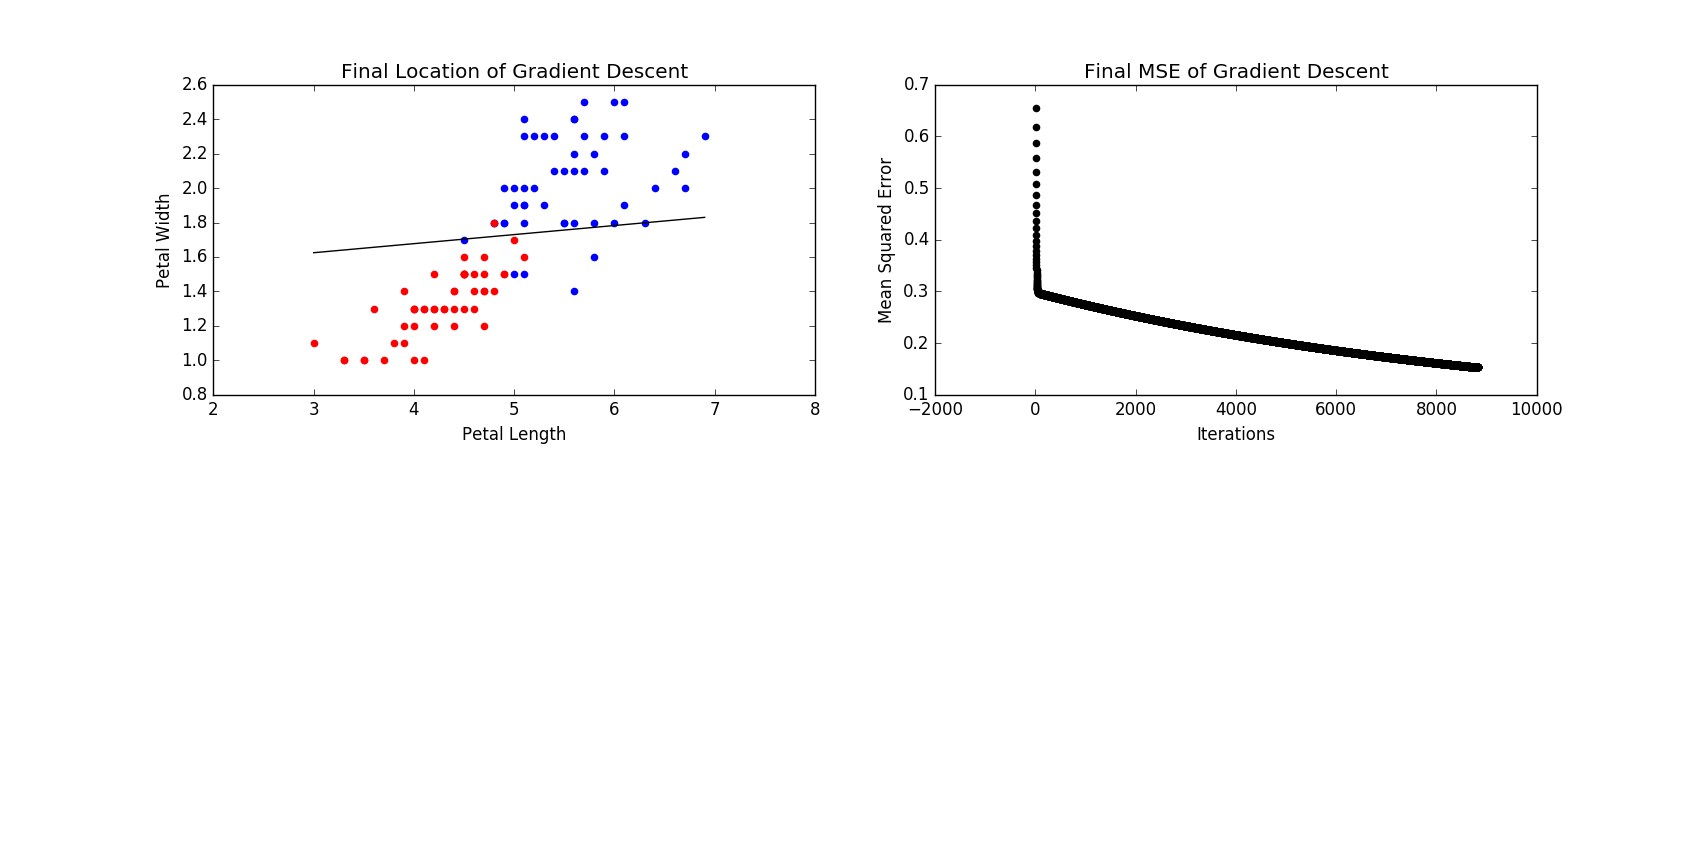 Final Location of Gradient Descent
2.6
2.4
2.2
2.0
1.8
1.6
1.4
1.2
1.0
0.8
Petal Width
2 3 4 5 6 7 8
Petal Length
Final MSE of Gradient Descent
0.7
0.6
0.5
0.4
0.3
0.2
0.1
Mean Squared Error
−2000 0 2000 4000 6000 8000 10000
Iterations